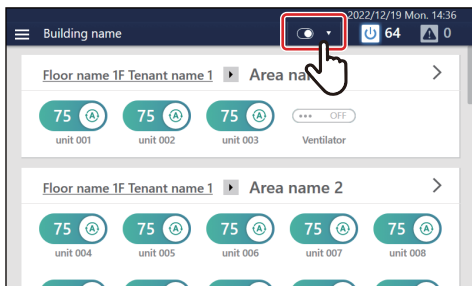 2022/12/19 Mon. 14:36
Building name
64
0
Floor name 1F Tenant name 1
Area na
75
75
75
••• OFF
unit 001
unit 002
unit 003
Ventilator
Floor name 1F Tenant name 1
Area name 2
75
75
75
75
75
unit 004
unit 005
unit 006
unit 007
unit 008